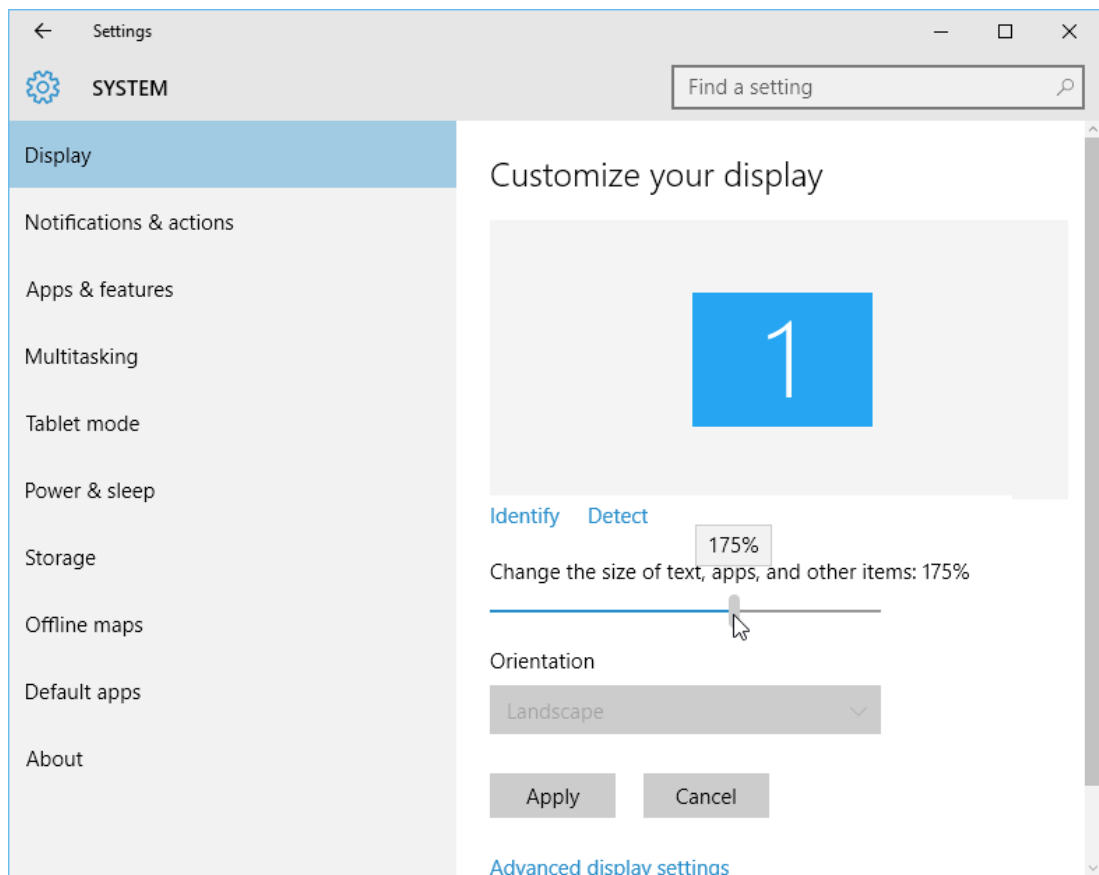 Settings
SYSTEM
Find a setting
Display
Notifications & actions
Apps & features
Multitasking
Tablet mode
Power & sleep
Storage
Offline maps
Default apps
About
Customize your display
1
Identify Detect
175%
Change the size of text, apps, and other items: 175%
Orientation
Landscape
Apply Cancel
Advanced display settings